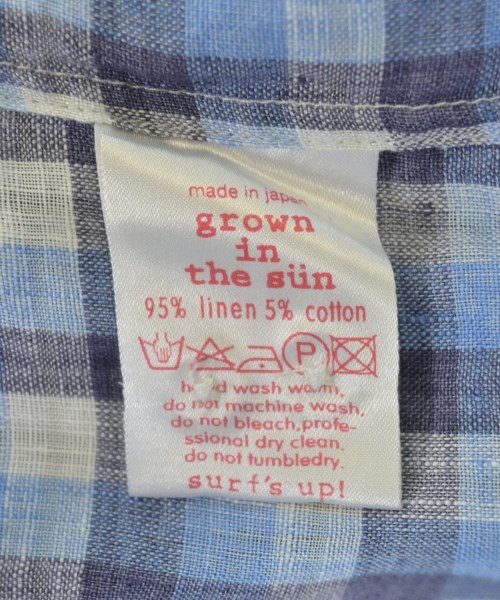 made in japan
grown
in
the sün
95% linen 5% cotton
P
hand wash warm,
do not machine wash,
do not bleach,profe-
ssional dry clean.
do not tumbledry.
surf's up!